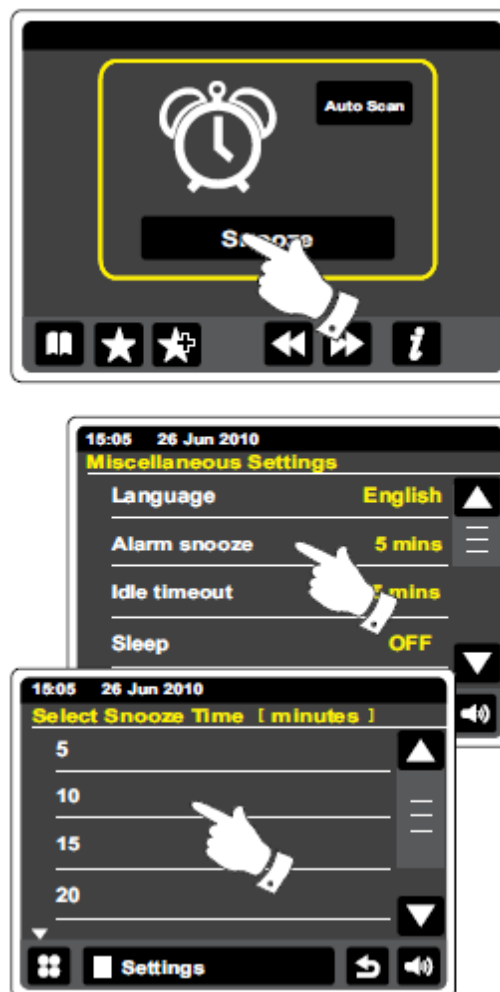 Auto Scan
Snooze
15:05 26 Jun 2010
Miscellaneous Settings
Language English
Alarm snooze 5 mins
Idle timeout mins
Sleep OFF
15:05 26 Jun 2010
Select Snooze Time [ minutes ]
5
10
15
20
Settings